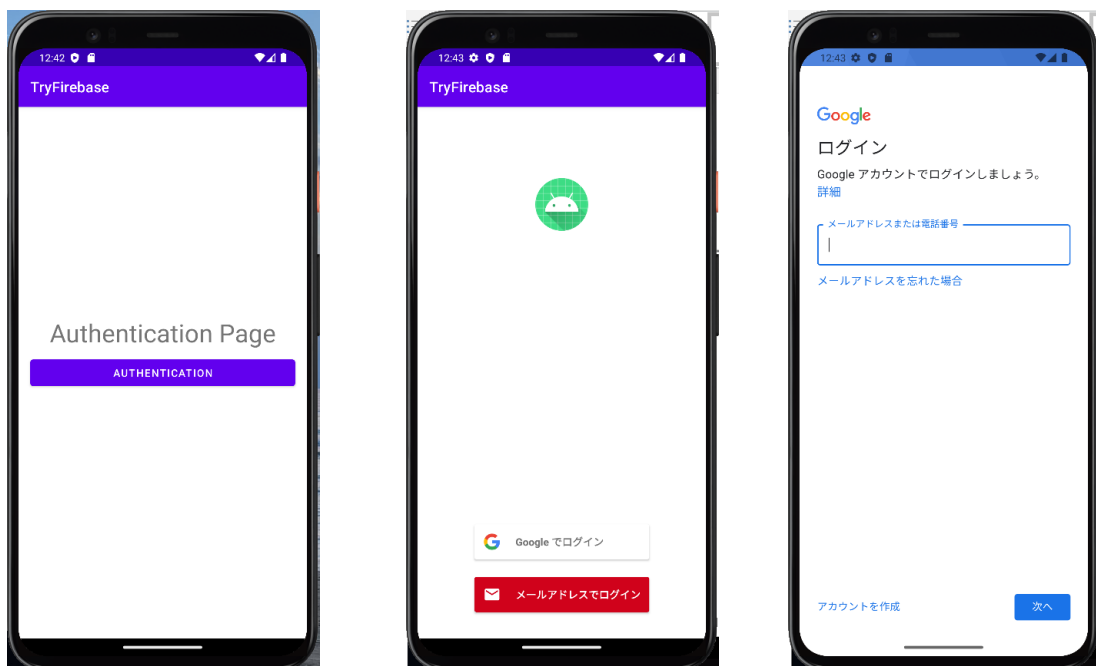 12:42
TryFirebase
Authentication Page
AUTHENTICATION
12:43
TryFirebase
Google でログイン
メールアドレスでログイン
12:43
Google
ログイン
Google アカウントでログインしましょう。
詳細
メールアドレスまたは電話番号
メールアドレスを忘れた場合
アカウントを作成
次へ